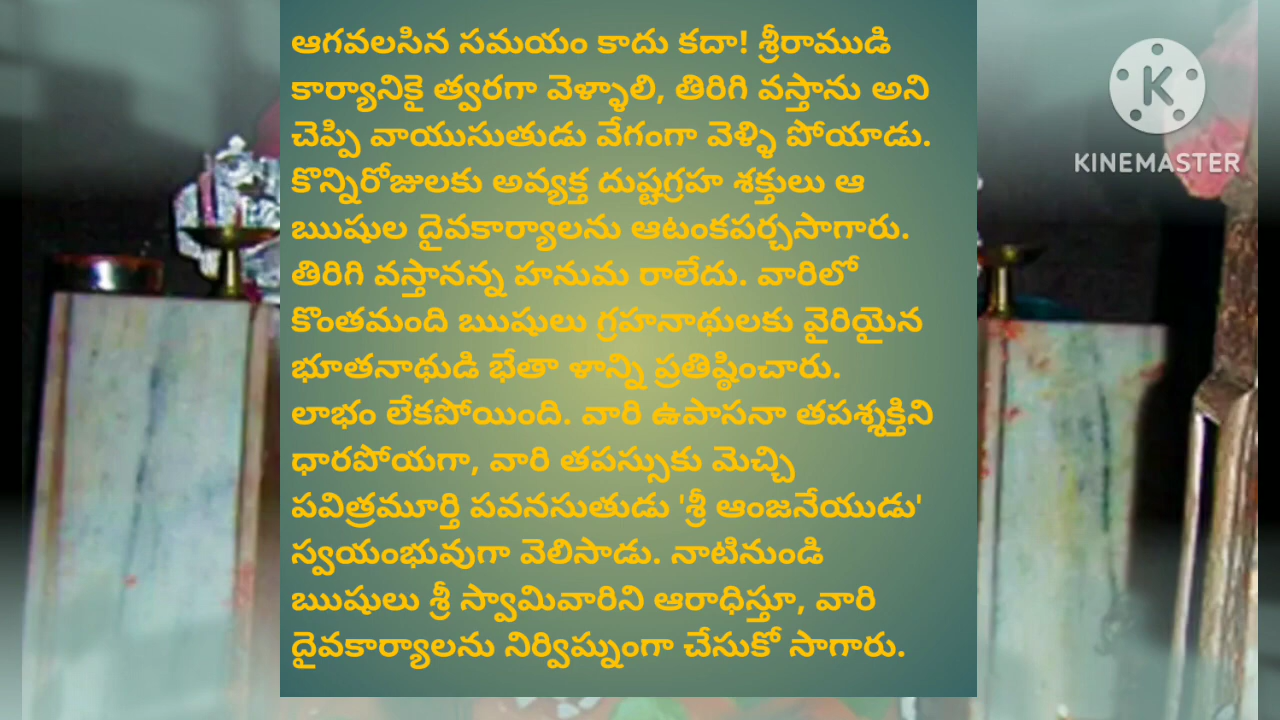 ఆగవలసిన సమయం కాదు కదా! శ్రీరాముడి
కార్యానికై త్వరగా వెళ్ళాలి, తిరిగి వస్తాను అని
చెప్పి వాయుసుతుడు వేగంగా వెళ్ళి పోయాడు.
కొన్నిరోజులకు అవ్యక్త దుష్టగ్రహ శక్తులు ఆ
ఋషుల దైవకార్యాలను ఆటంకపర్చసాగారు.
తిరిగి వస్తానన్న హనుమ రాలేదు. వారిలో
కొంతమంది ఋషులు గ్రహనాథులకు వైరియైన
భూతనాథుడి భేతా ళాన్ని ప్రతిష్ఠించారు.
లాభం లేకపోయింది. వారి ఉపాసనా తపశ్శక్తిని
ధారపోయగా, వారి తపస్సుకు మెచ్చి
పవిత్రమూర్తి పవనసుతుడు 'శ్రీ ఆంజనేయుడు'
స్వయంభువుగా వెలిసాడు. నాటినుండి
ఋషులు శ్రీ స్వామివారిని ఆరాధిస్తూ, వారి
దైవకార్యాలను నిర్విఘ్నంగా చేసుకో సాగారు.
KINEMASTER